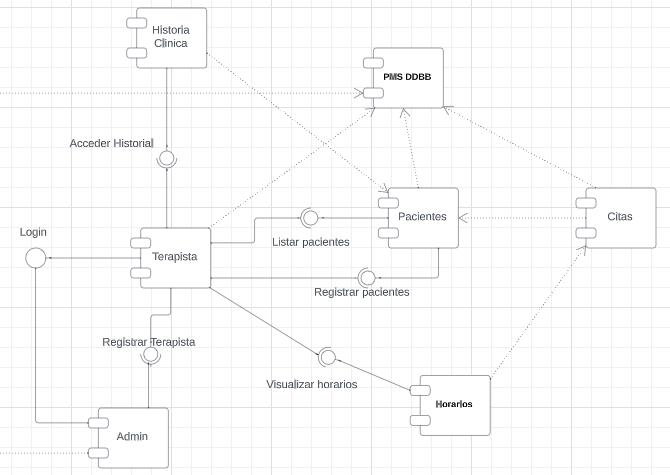 Historia
Clinica
PMS DDBB
Acceder Historial
Pacientes
Citas
Login
Listar pacientes
Terapista
Registrar pacientes
Registrar Terapista
Visualizar horarios
Horarios
Admin